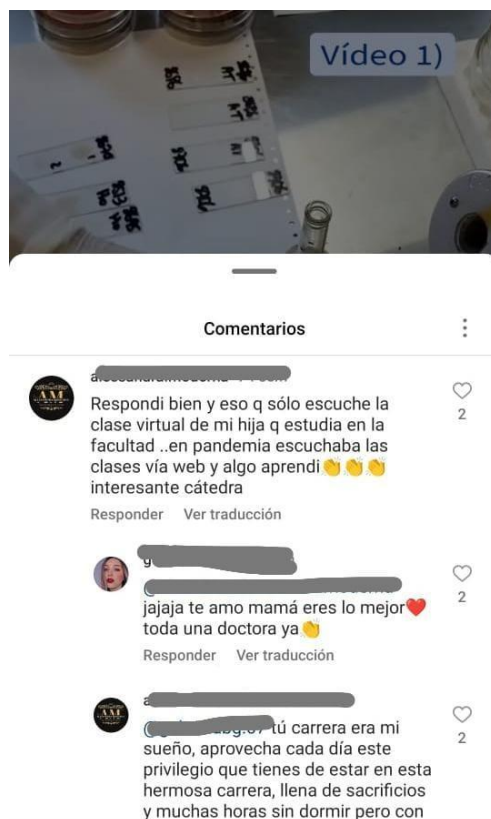 Vídeo 1)
Comentarios
AM
Respondi bien y eso q sólo escuche la
clase virtual de mi hija q estudia en la
facultad ..en pandemia escuchaba las
clases vía web y algo aprendi👏👏👏
interesante cátedra
2
Responder Ver traducción
jajaja te amo mamá eres lo mejor❤️
toda una doctora ya👏
2
Responder Ver traducción
AM
tú carrera era mi
sueño, aprovecha cada día este
privilegio que tienes de estar en esta
hermosa carrera, llena de sacrificios
y muchas horas sin dormir pero con
2